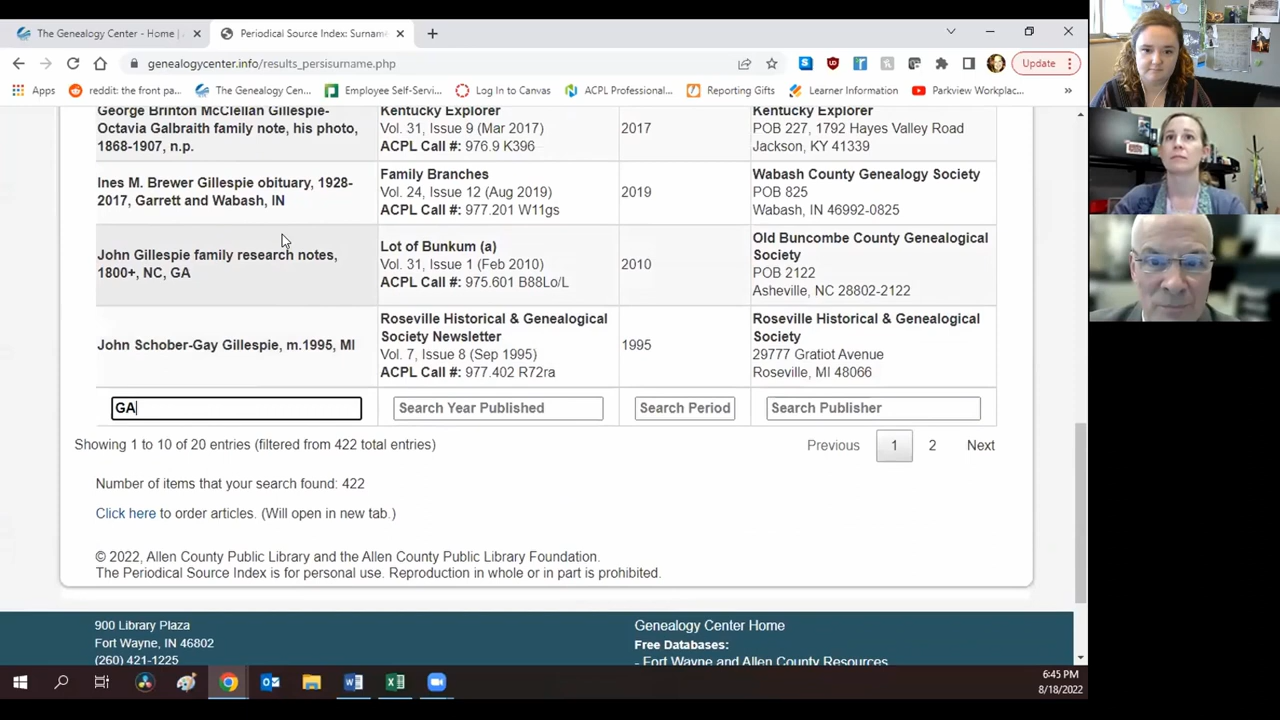 The Genealogy Center - Home |
Periodical Source Index: Surname
genealogycenter.info/results_persisurname.php
Update
Apps
reddit: the front pa...
The Genealogy Cen...
Employee Self-Servi...
Log In to Canvas
ACPL Professional...
Reporting Gifts
Learner Information
Parkview Workplac...
»
George Brinton McClellan Gillespie-
Octavia Galbraith family note, his photo,
1868-1907, n.p.
Kentucky Explorer
Vol. 31, Issue 9 (Mar 2017)
ACPL Call #: 976.9 K396
2017
Kentucky Explorer
POB 227, 1792 Hayes Valley Road
Jackson, KY 41339
Ines M. Brewer Gillespie obituary, 1928-
2017, Garrett and Wabash, IN
Family Branches
Vol. 24, Issue 12 (Aug 2019)
ACPL Call #: 977.201 W11gs
2019
Wabash County Genealogy Society
POB 825
Wabash, IN 46992-0825
John Gillespie family research notes,
1800+, NC, GA
Lot of Bunkum (a)
Vol. 31, Issue 1 (Feb 2010)
ACPL Call #: 975.601 B88Lo/L
2010
Old Buncombe County Genealogical
Society
POB 2122
Asheville, NC 28802-2122
John Schober-Gay Gillespie, m.1995, MI
Roseville Historical & Genealogical
Society Newsletter
Vol. 7, Issue 8 (Sep 1995)
ACPL Call #: 977.402 R72ra
1995
Roseville Historical & Genealogical
Society
29777 Gratiot Avenue
Roseville, MI 48066
GA
Search Year Published
Search Period
Search Publisher
Showing 1 to 10 of 20 entries (filtered from 422 total entries)
Previous
1
2
Next
Number of items that your search found: 422
Click here to order articles. (Will open in new tab.)
© 2022, Allen County Public Library and the Allen County Public Library Foundation.
The Periodical Source Index is for personal use. Reproduction in whole or in part is prohibited.
900 Library Plaza
Fort Wayne, IN 46802
(260) 421-1225
Genealogy Center Home
Free Databases:
- Fort Wayne and Allen County Resources
6:45 PM
8/18/2022